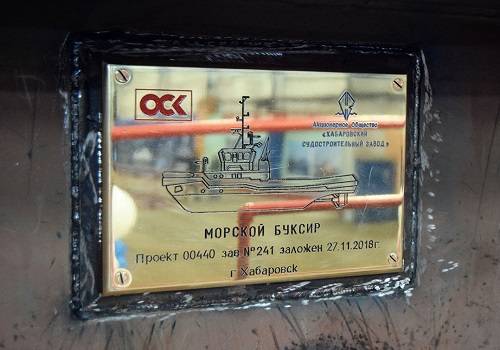 ОСК
Акционерное Общество
«ХАБАРОВСКИЙ
СУДОСТРОИТЕЛЬНЫЙ ЗАВОД»
МОРСКОЙ БУКСИР
Проект 00440 зав №241 заложен 27.11.2018г.
г Хабаровск